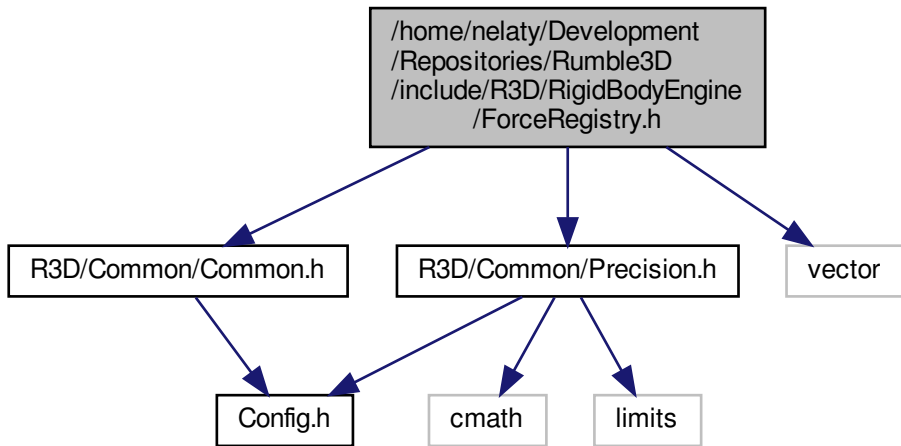 /home/nelaty/Development
/Repositories/Rumble3D
/include/R3D/RigidBodyEngine
/ForceRegistry.h
R3D/Common/Common.h
R3D/Common/Precision.h
vector
Config.h
cmath
limits